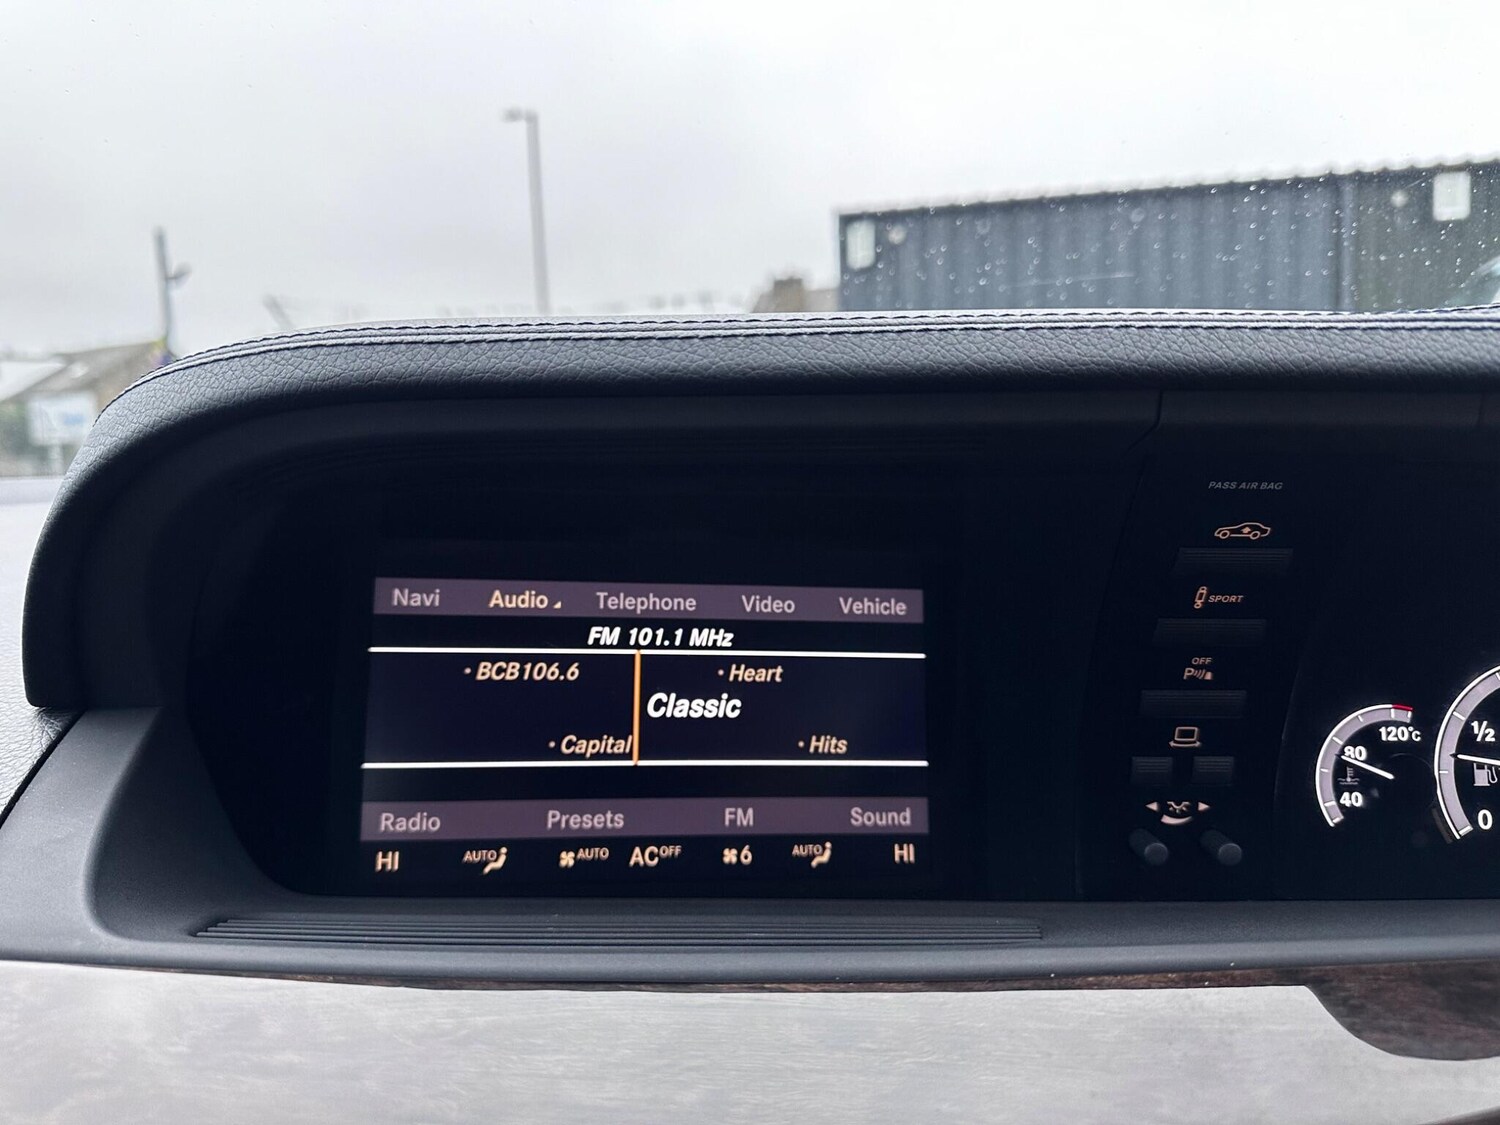 PASS AIR BAG
SPORT
OFF
P
Navi Audio Telephone Video Vehicle
FM 101.1 MHz
• BCB106.6 • Heart
Classic
• Capital • Hits
Radio Presets FM Sound
HI AUTO AUTO AC OFF 6 AUTO HI
120°C
80
40
1/2
0